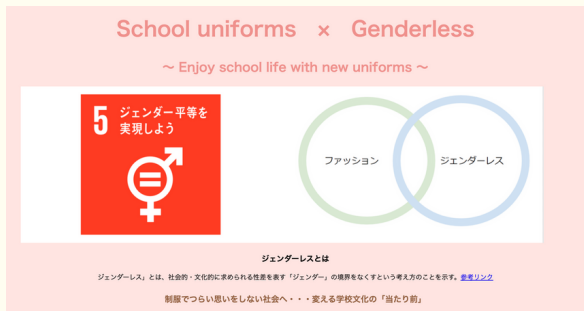 School uniforms × Genderless
～ Enjoy school life with new uniforms ～
5 ジェンダー平等を
実現しよう
ファッション
ジェンダーレス
ジェンダーレスとは
ジェンダーレス」とは、社会的・文化的に求められる性差を表す「ジェンダー」の境界をなくすという考え方のことを示す。参考リンク
制服でつらい思いをしない社会へ・・・変える学校文化の「当たり前」